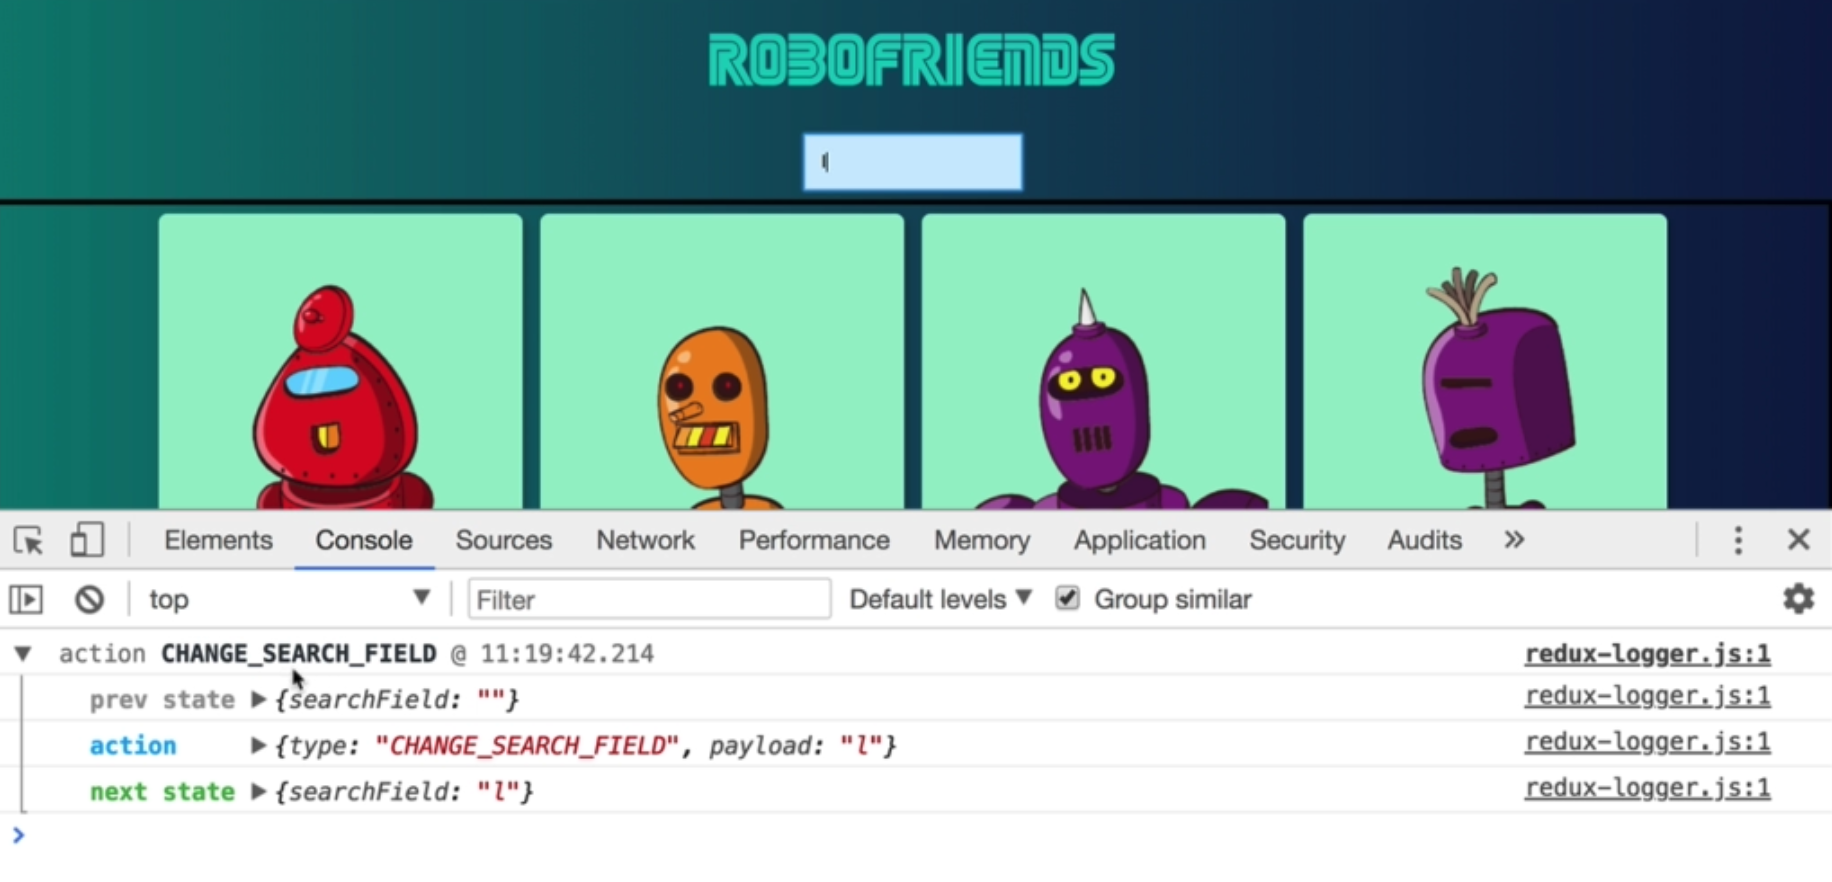 ROBOFRIENDS
l
Elements Console Sources Network Performance Memory Application Security Audits »
top ▼ Filter Default levels ▼ Group similar
▼ action CHANGE_SEARCH_FIELD @ 11:19:42.214 redux-logger.js:1
prev state ▶ {searchField: ""} redux-logger.js:1
action ▶ {type: "CHANGE_SEARCH_FIELD", payload: "l"} redux-logger.js:1
next state ▶ {searchField: "l"} redux-logger.js:1
>